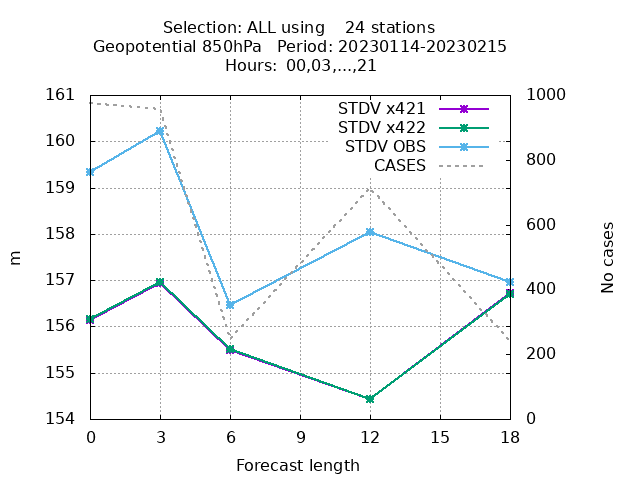 Selection: ALL using    24 stations
Geopotential 850hPa   Period: 20230114-20230215
Hours: 00,03,...,21
161
160
159
158
157
156
155
154
m
STDV x421
STDV x422
STDV OBS
CASES
1000
800
600
400
200
0
No cases
0 3 6 9 12 15 18
Forecast length